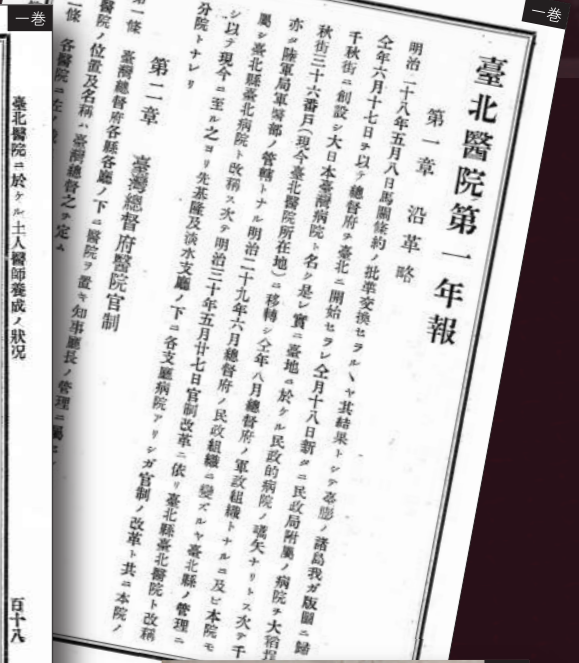 一巻
臺北醫院第一年報
第一章 沿革略
明治二十八年五月八日馬關條約ノ批準交換セラルヽヤ其結果トシテ臺膨ノ諸島我ガ版圖ニ歸
仝年六月十七日ヲ以テ總督府ヲ臺北ニ開始セラレ仝月十八日新タニ民政局附屬ノ病院ヲ大稻埕
千秋街ニ創設シ大日本臺灣病院ト名シ是レ實ニ臺地ニ於ケル民政的病院ノ嚆矢ナリトス次テ千
秋街三十六番戸(現今臺北醫院所在地)ニ移轉シ仝年八月總督府ノ軍政組織トナルニ及ビ本院モ
亦タ陸軍局軍醫部ノ管轄トナル明治二十九年六月總督府ノ民政組織ニ變ズルヤ臺北縣ノ管理ニ
屬シ臺北縣臺北病院ト改稱ス次テ明治三十年五月廿七日官制改革ニ依リ臺北縣臺北醫院ト改稱
シ以テ現今ニ至ル之ヨリ先基隆及淡水支廳ノ下ニ各支廳病院アリシガ官制ノ改革ト共ニ本院ノ
分院トナレリ
第二章 臺灣總督府醫院官制
第一條 臺灣總督府各縣各廳ノ下ニ醫院ヲ置キ知事廳長ノ管理ニ屬
醫院ノ位置及名稱ハ臺灣總督之ヲ定ム
條 各醫院ニ左ノ
一巻
臺北醫院ニ於ケル土人醫師養成ノ狀况
百十八